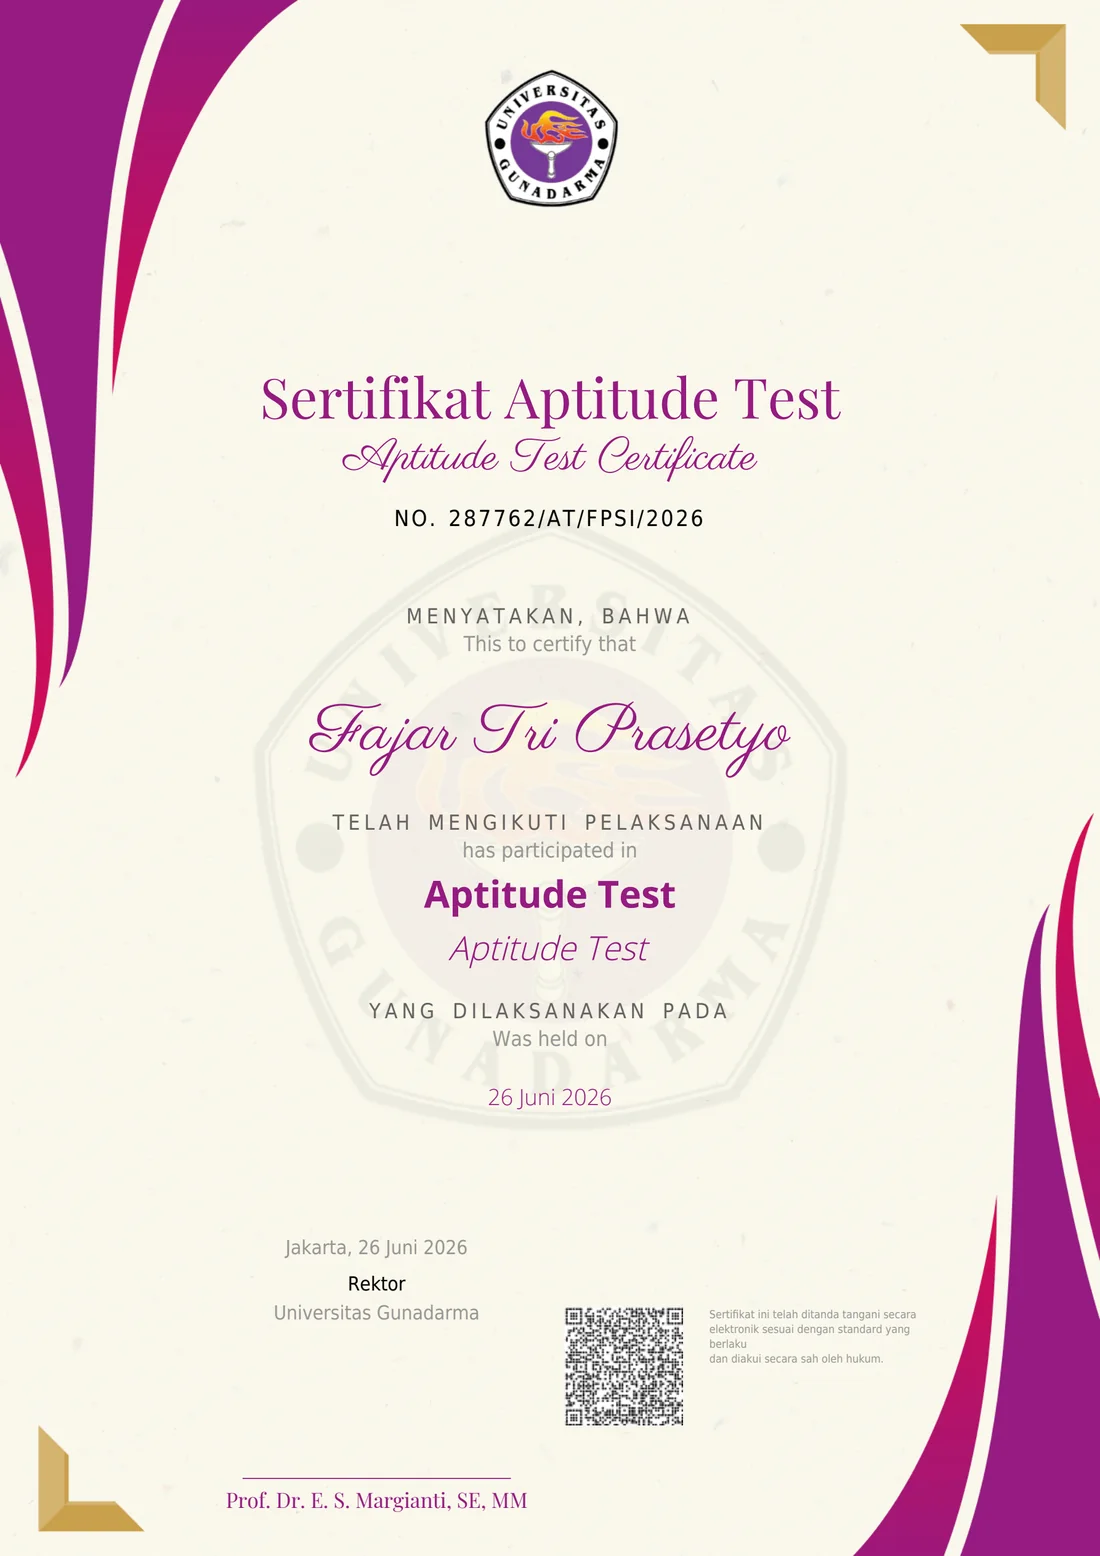 UNIVERSITAS
GUNADARMA
Sertifikat Aptitude Test
Aptitude Test Certificate
NO. 287762/AT/FPSI/2026
MENYATAKAN, BAHWA
This to certify that
Fajar Tri Prasetyo
TELAH MENGIKUTI PELAKSANAAN
has participated in
Aptitude Test
Aptitude Test
YANG DILAKSANAKAN PADA
Was held on
26 Juni 2026
UNIVERSITAS
GUNADARMA
Jakarta, 26 Juni 2026
Rektor
Universitas Gunadarma
Sertifikat ini telah ditanda tangani secara
elektronik sesuai dengan standard yang
berlaku
dan diakui secara sah oleh hukum.
Prof. Dr. E. S. Margianti, SE, MM